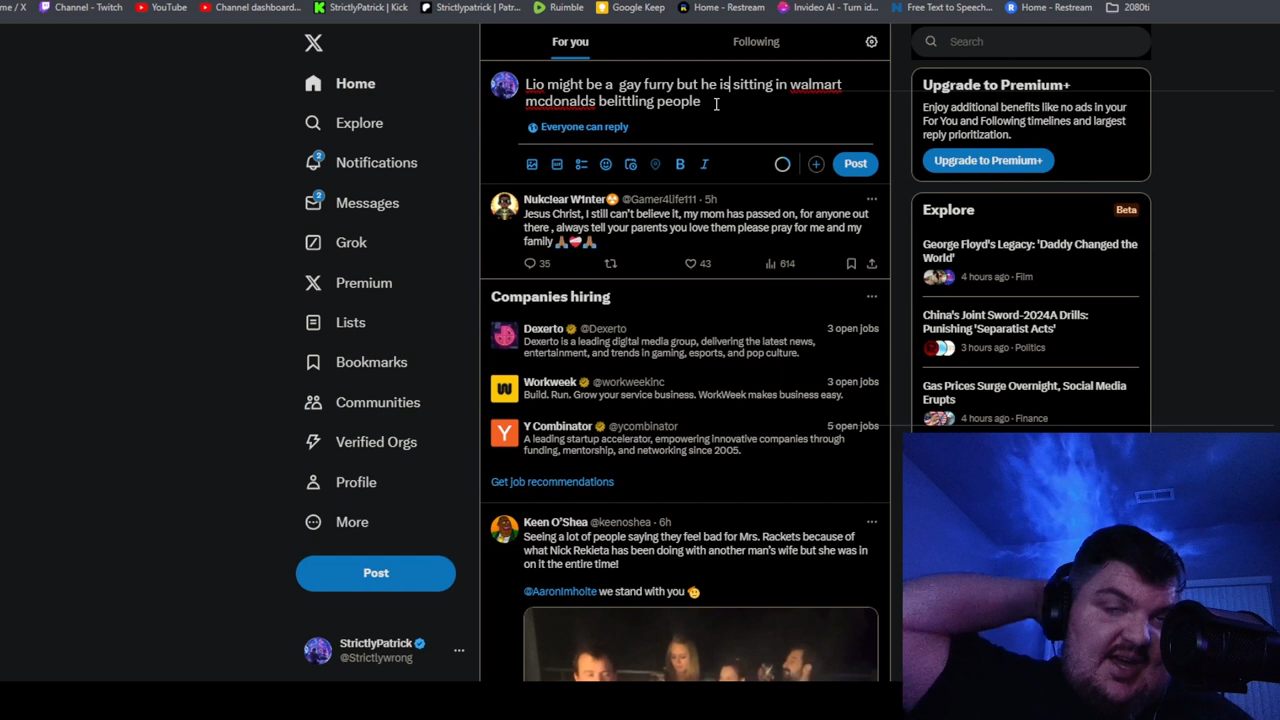 me / X
Channel - Twitch
YouTube
Channel dashboard...
StrictlyPatrick | Kick
Strictlypatrick | Patr...
Rumble
Google Keep
Home - Restream
Invideo AI - Turn id...
Free Text to Speech...
Home - Restream
2080ti
For you
Following
Search
Home
Explore
Notifications
2
Messages
2
Grok
Premium
Lists
Bookmarks
Communities
Verified Orgs
Profile
More
Post
StrictlyPatrick
@Strictlywrong
Lio might be a  gay furry but he is sitting in walmart
mcdonalds belittling people
Everyone can reply
B I
Post
Nukc1ear W1nter @Gamer4life111 · 5h
Jesus Christ, I still can't believe it, my mom has passed on, for anyone out
there , always tell your parents you love them please pray for me and my
family
35
43
614
Companies hiring
Dexerto @Dexerto
3 open jobs
Dexerto is a leading digital media group, delivering the latest news,
entertainment, and trends in gaming, esports, and pop culture.
Workweek @workweekinc
3 open jobs
Build. Run. Grow your service business. WorkWeek makes business easy.
Y Combinator @ycombinator
5 open jobs
A leading startup accelerator, empowering innovative companies through
funding, mentorship, and networking since 2005.
Get job recommendations
Keen O'Shea @keenoshea · 6h
Seeing a lot of people saying they feel bad for Mrs. Rackets because of
what Nick Rekieta has been doing with another man's wife but she was in
on it the entire time!
@AaronImholte we stand with you
Upgrade to Premium+
Enjoy additional benefits like no ads in your
For You and Following timelines and largest
reply prioritization.
Upgrade to Premium+
Explore
Beta
George Floyd's Legacy: 'Daddy Changed the
World'
4 hours ago · Film
China's Joint Sword-2024A Drills:
Punishing 'Separatist Acts'
3 hours ago · Politics
Gas Prices Surge Overnight, Social Media
Erupts
4 hours ago · Finance